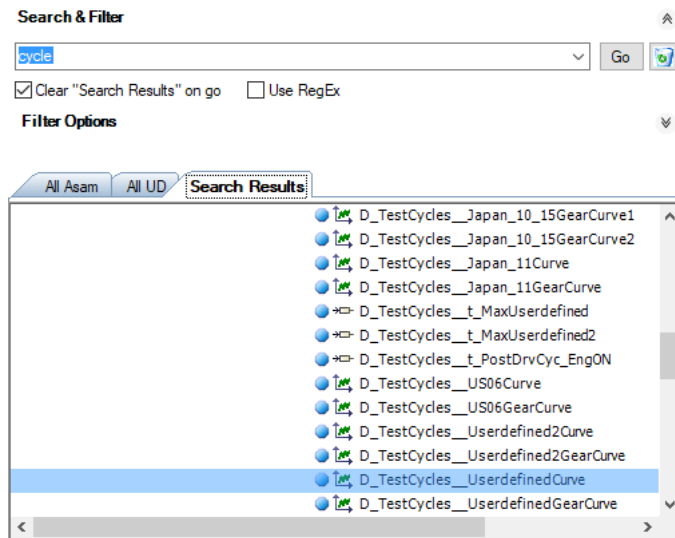 Search & Filter
cycle
Go
Clear "Search Results" on go
Use RegEx
Filter Options
All Asam
All UD
Search Results
D_TestCycles__Japan_10_15GearCurve1
D_TestCycles__Japan_10_15GearCurve2
D_TestCycles__Japan_11Curve
D_TestCycles__Japan_11GearCurve
D_TestCycles__t_MaxUserdefined
D_TestCycles__t_MaxUserdefined2
D_TestCycles__t_PostDrvCyc_EngON
D_TestCycles__US06Curve
D_TestCycles__US06GearCurve
D_TestCycles__Userdefined2Curve
D_TestCycles__Userdefined2GearCurve
D_TestCycles__UserdefinedCurve
D_TestCycles__UserdefinedGearCurve